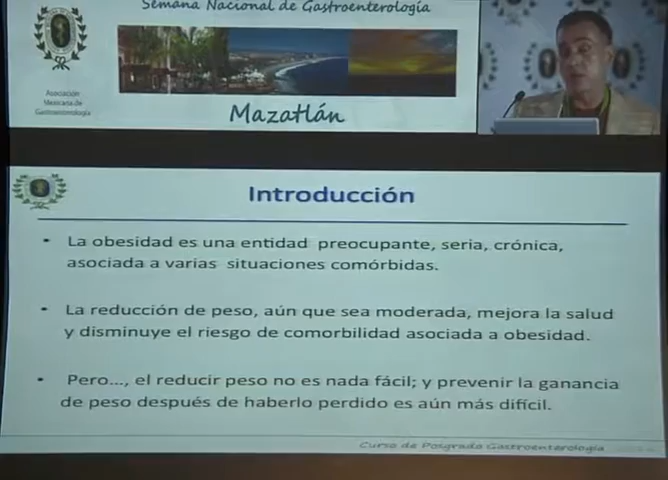 Semana Nacional de Gastroenterología
Asociación
Mexicana de
Gastroenterología
Mazatlán
Introducción
• La obesidad es una entidad preocupante, seria, crónica,
asociada a varias situaciones comórbidas.
• La reducción de peso, aún que sea moderada, mejora la salud
y disminuye el riesgo de comorbilidad asociada a obesidad.
• Pero..., el reducir peso no es nada fácil; y prevenir la ganancia
de peso después de haberlo perdido es aún más difícil.
Curso de Posgrado Gastroenterología